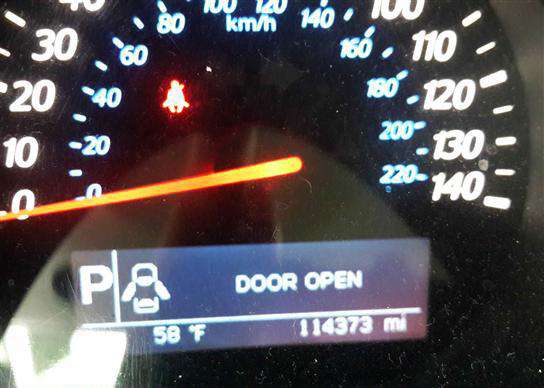 40 80 100 120 140 100
30 60 km/h 160 110
20 40 180 120
10 20 200 130
0 0 220 140
P DOOR OPEN
58 °F 114373 mi